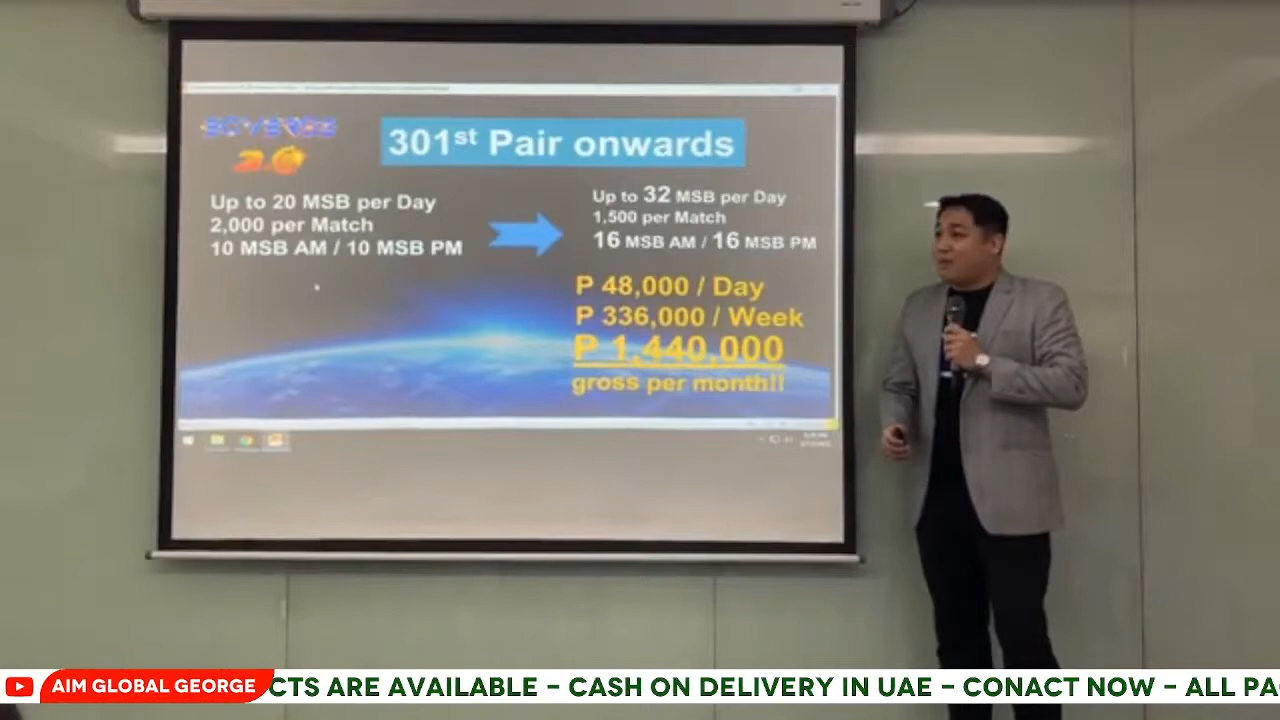 301st Pair onwards
2.0
Up to 20 MSB per Day
2,000 per Match
10 MSB AM / 10 MSB PM
Up to 32 MSB per Day
1,500 per Match
16 MSB AM / 16 MSB PM
P 48,000 / Day
P 336,000 / Week
P 1,440,000
gross per month!!
AIM GLOBAL GEORGE
CTS ARE AVAILABLE - CASH ON DELIVERY IN UAE - CONACT NOW - ALL PA